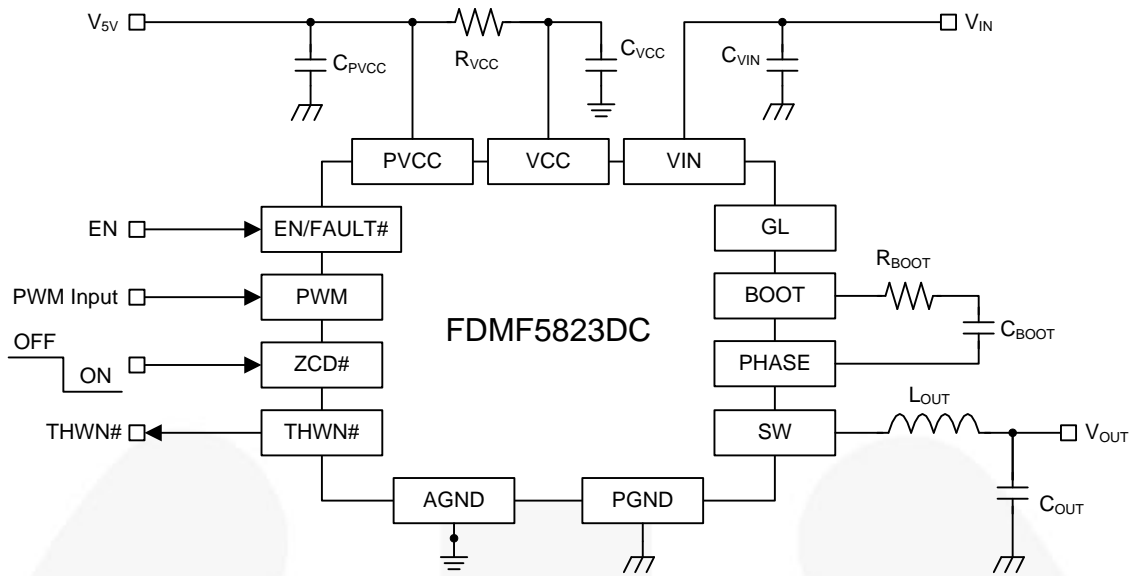 V5V
CPVCC
RVCC
CVCC
CVIN
VIN
PVCC
VCC
VIN
EN
EN/FAULT#
GL
PWM Input
PWM
BOOT
RBOOT
CBOOT
FDMF5823DC
OFF
ON
ZCD#
PHASE
THWN#
THWN#
SW
LOUT
VOUT
COUT
AGND
PGND